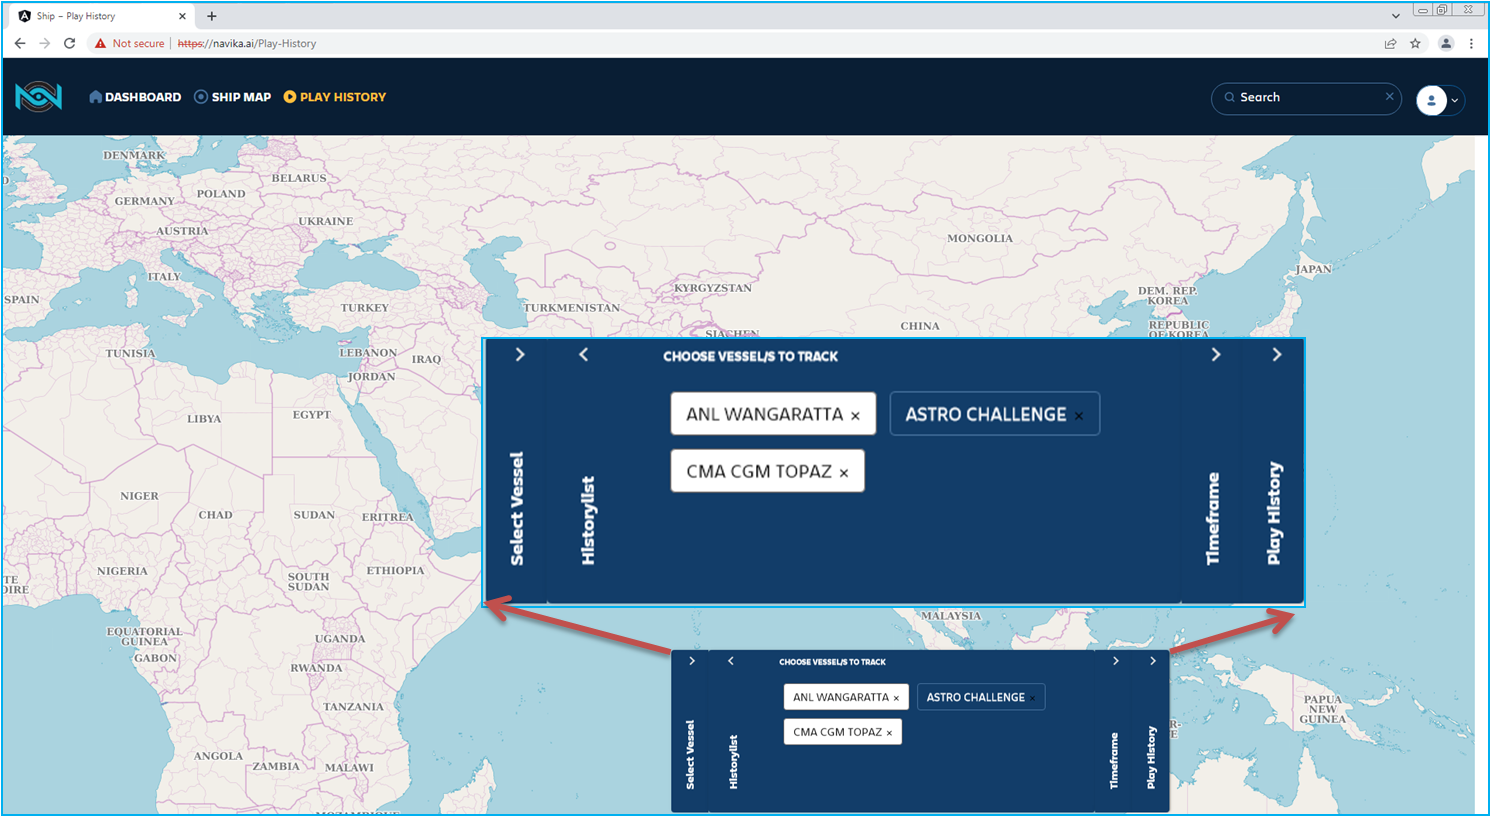 Ship – Play History
Not secure
https://navika.ai/Play-History
DASHBOARD
SHIP MAP
PLAY HISTORY
Search
DENMARK
BELARUS
POLAND
GERMANY
UKRAINE
AUSTRIA
MONGOLIA
ITALY
JAPAN
SPAIN
KYRGYZSTAN
DEM. REP.
KOREA
TURKEY
TURKMENISTAN
CHINA
REPUBLIC
OF KOREA
SIACHEN
TUNISIA
LEBANON
IRAQ
JORDAN
LIBYA
EGYPT
CHOOSE VESSEL/S TO TRACK
ANL WANGARATTA ×
ASTRO CHALLENGE ×
CMA CGM TOPAZ ×
Select Vessel
Historylist
Timeframe
Play History
NIGER
CHAD
SUDAN
ERITREA
NIGERIA
SOUTH
SUDAN
ETHIOPIA
TE
OIRE
MALAYSIA
EQUATORIAL
GUINEA
GABON
UGANDA
RWANDA
TANZANIA
PAPUA
NEW
GUINEA
ANGOLA
ZAMBIA
MALAWI
MOZAMBIQUE
CHOOSE VESSEL/S TO TRACK
ANL WANGARATTA ×
ASTRO CHALLENGE ×
CMA CGM TOPAZ ×
Select Vessel
Historylist
Timeframe
Play History